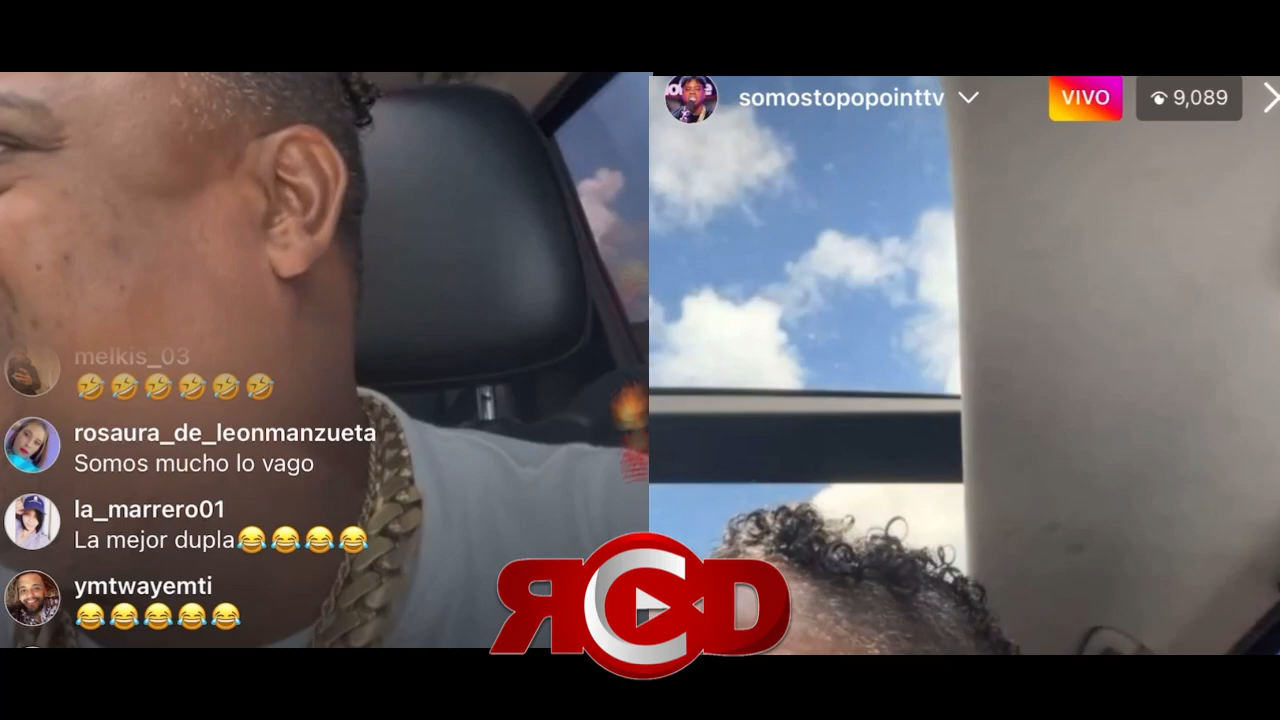 somostopopointtv
VIVO
9,089
melkis_03
🤣🤣🤣🤣🤣🤣
rosaura_de_leonmanzueta
Somos mucho lo vago
la_marrero01
La mejor dupla😂😂😂😂
ymtwayemti
😂😂😂😂😂
RCD